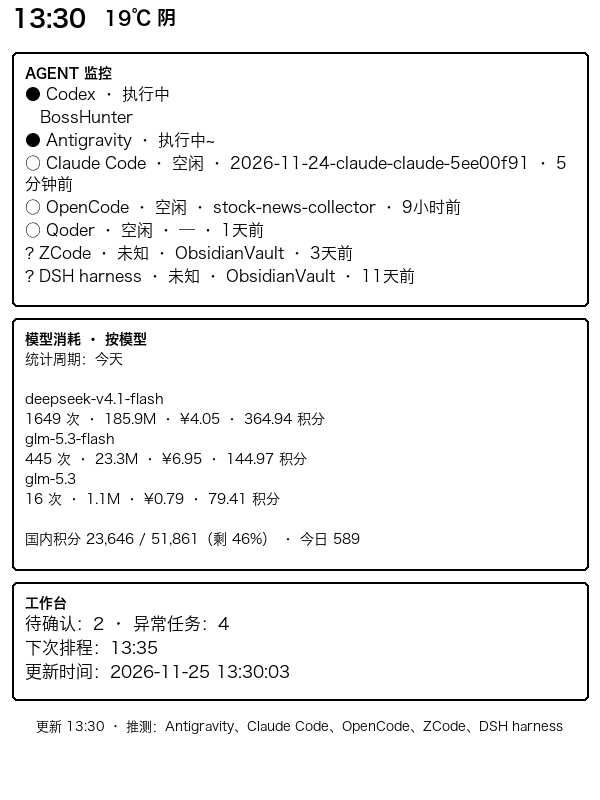 13:30 19℃ 阴
AGENT 监控
● Codex · 执行中
BossHunter
● Antigravity · 执行中~
○ Claude Code · 空闲 · 2026-11-24-claude-claude-5ee00f91 · 5
分钟前
○ OpenCode · 空闲 · stock-news-collector · 9小时前
○ Qoder · 空闲 · — · 1天前
? ZCode · 未知 · ObsidianVault · 3天前
? DSH harness · 未知 · ObsidianVault · 11天前
模型消耗 · 按模型
统计周期：今天
deepseek-v4.1-flash
1649 次 · 185.9M · ¥4.05 · 364.94 积分
glm-5.3-flash
445 次 · 23.3M · ¥6.95 · 144.97 积分
glm-5.3
16 次 · 1.1M · ¥0.79 · 79.41 积分
国内积分 23,646 / 51,861（剩 46%） · 今日 589
工作台
待确认：2 · 异常任务：4
下次排程：13:35
更新时间：2026-11-25 13:30:03
更新 13:30 · 推测：Antigravity、Claude Code、OpenCode、ZCode、DSH harness